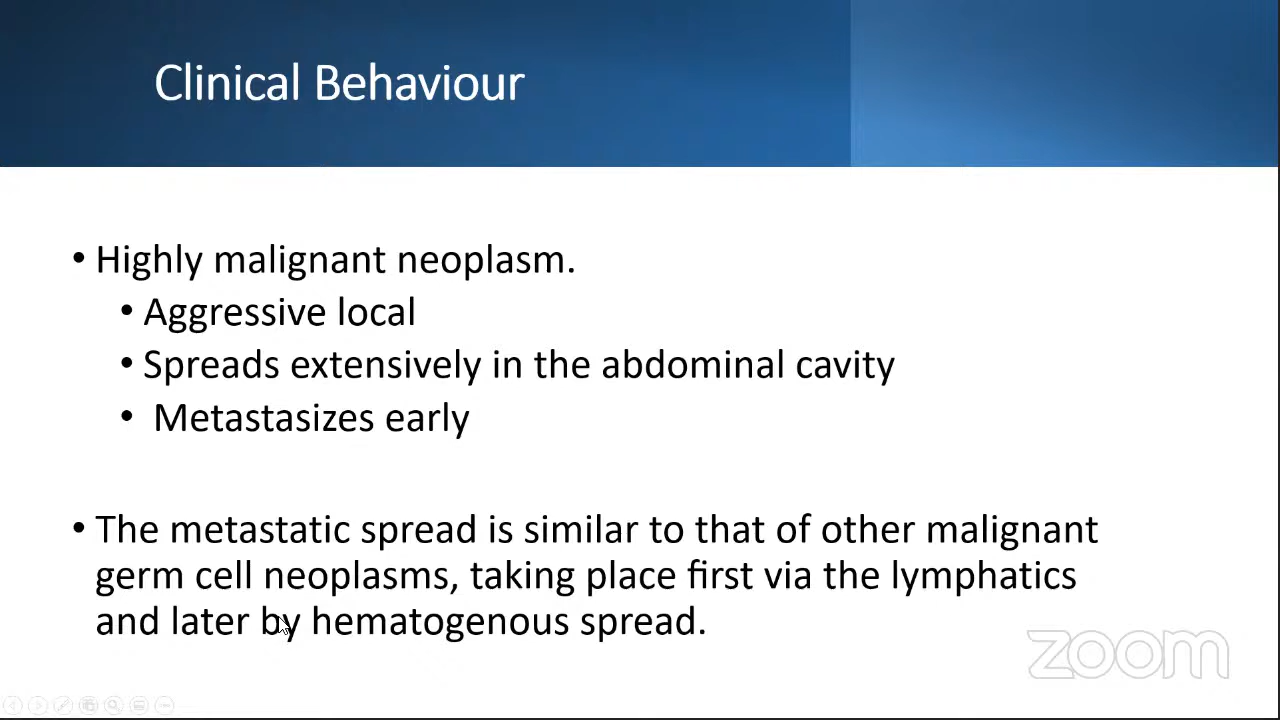 Clinical Behaviour
• Highly malignant neoplasm.
• Aggressive local
• Spreads extensively in the abdominal cavity
• Metastasizes early
• The metastatic spread is similar to that of other malignant
germ cell neoplasms, taking place first via the lymphatics
and later by hematogenous spread.
zoom